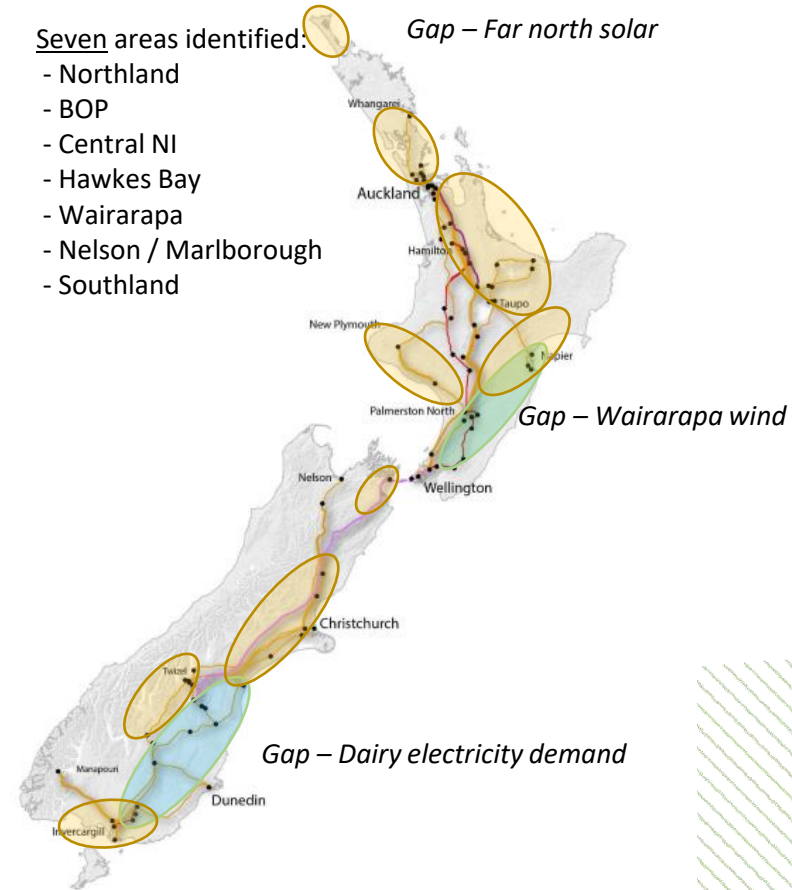 Seven areas identified:
- Northland
- BOP
- Central NI
- Hawkes Bay
- Wairarapa
- Nelson / Marlborough
- Southland
Gap – Far north solar
Whangarei
Auckland
Hamilton
Taupo
New Plymouth
Napier
Palmerston North
Gap – Wairarapa wind
Nelson
Wellington
Christchurch
Twizel
Gap – Dairy electricity demand
Manapouri
Dunedin
Invercargill